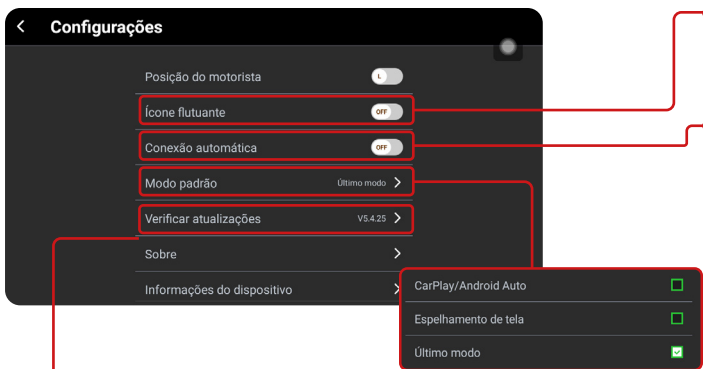 Configurações
Posição do motorista L
Ícone flutuante OFF
Conexão automática OFF
Modo padrão Último modo
Verificar atualizações V5.4.25
Sobre
Informações do dispositivo
CarPlay/Android Auto
Espelhamento de tela
Último modo